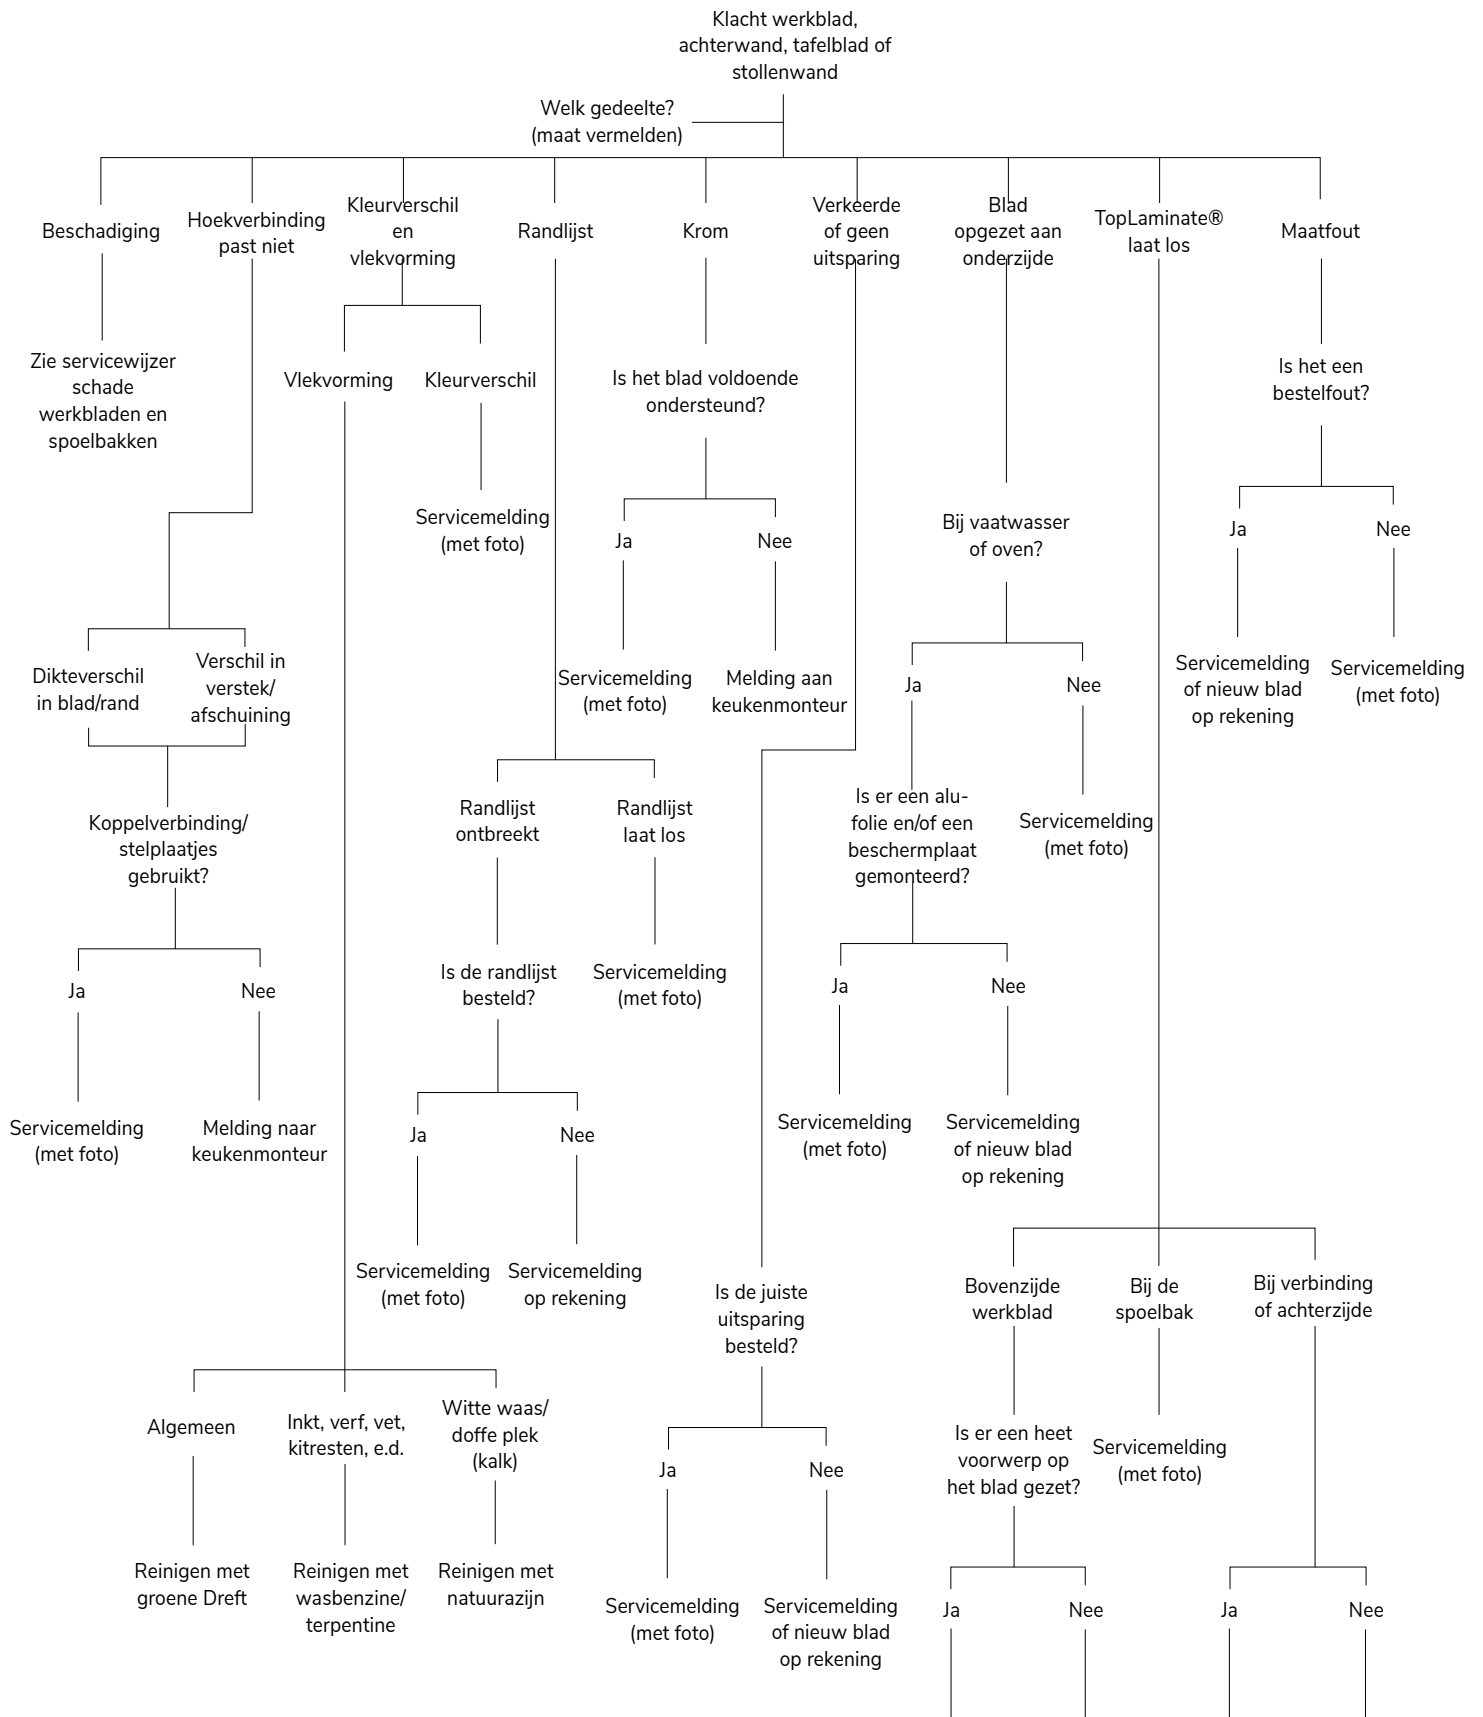 Klacht werkblad,
achterwand, tafelblad of
stollenwand
Welk gedeelte?
(maat vermelden)
Beschadiging
Hoekverbinding
past niet
Kleurverschil
en
vlekvorming
Randlijst
Krom
Verkeerde
of geen
uitsparing
Blad
opgezet aan
onderzijde
TopLaminate®
laat los
Maatfout
Zie servicewijzer
schade
werkbladen en
spoelbakken
Vlekvorming
Kleurverschil
Is het blad voldoende
ondersteund?
Is het een
bestelfout?
Servicemelding
(met foto)
Ja
Nee
Bij vaatwasser
of oven?
Ja
Nee
Dikteverschil
in blad/rand
Verschil in
verstek/
afschuining
Servicemelding
(met foto)
Melding aan
keukenmonteur
Ja
Nee
Servicemelding
of nieuw blad
op rekening
Servicemelding
(met foto)
Koppelverbinding/
stelplaatjes
gebruikt?
Randlijst
ontbreekt
Randlijst
laat los
Is er een alu-
folie en/of een
beschermplaat
gemonteerd?
Servicemelding
(met foto)
Ja
Nee
Is de randlijst
besteld?
Servicemelding
(met foto)
Ja
Nee
Servicemelding
(met foto)
Melding naar
keukenmonteur
Ja
Nee
Servicemelding
(met foto)
Servicemelding
of nieuw blad
op rekening
Servicemelding
(met foto)
Servicemelding
op rekening
Is de juiste
uitsparing
besteld?
Bovenzijde
werkblad
Bij de
spoelbak
Bij verbinding
of achterzijde
Algemeen
Inkt, verf, vet,
kitresten, e.d.
Witte waas/
doffe plek
(kalk)
Ja
Nee
Is er een heet
voorwerp op
het blad gezet?
Servicemelding
(met foto)
Reinigen met
groene Dreft
Reinigen met
wasbenzine/
terpentine
Reinigen met
natuurazijn
Servicemelding
(met foto)
Servicemelding
of nieuw blad
op rekening
Ja
Nee
Ja
Nee